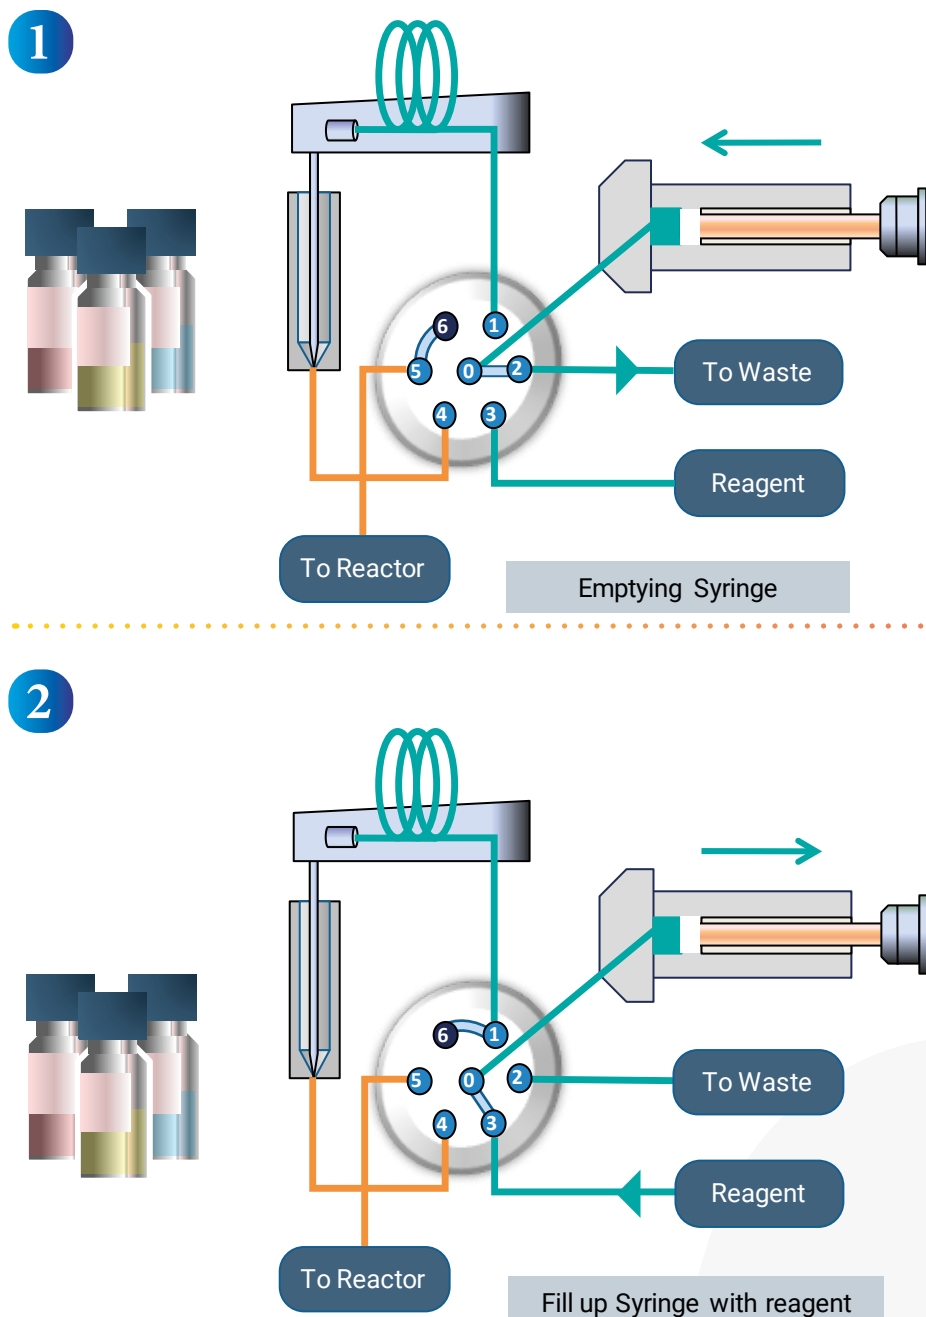 1
6
1
5
0
2
To Waste
4
3
Reagent
To Reactor
Emptying Syringe
2
6
1
5
0
2
To Waste
4
3
Reagent
To Reactor
Fill up Syringe with reagent